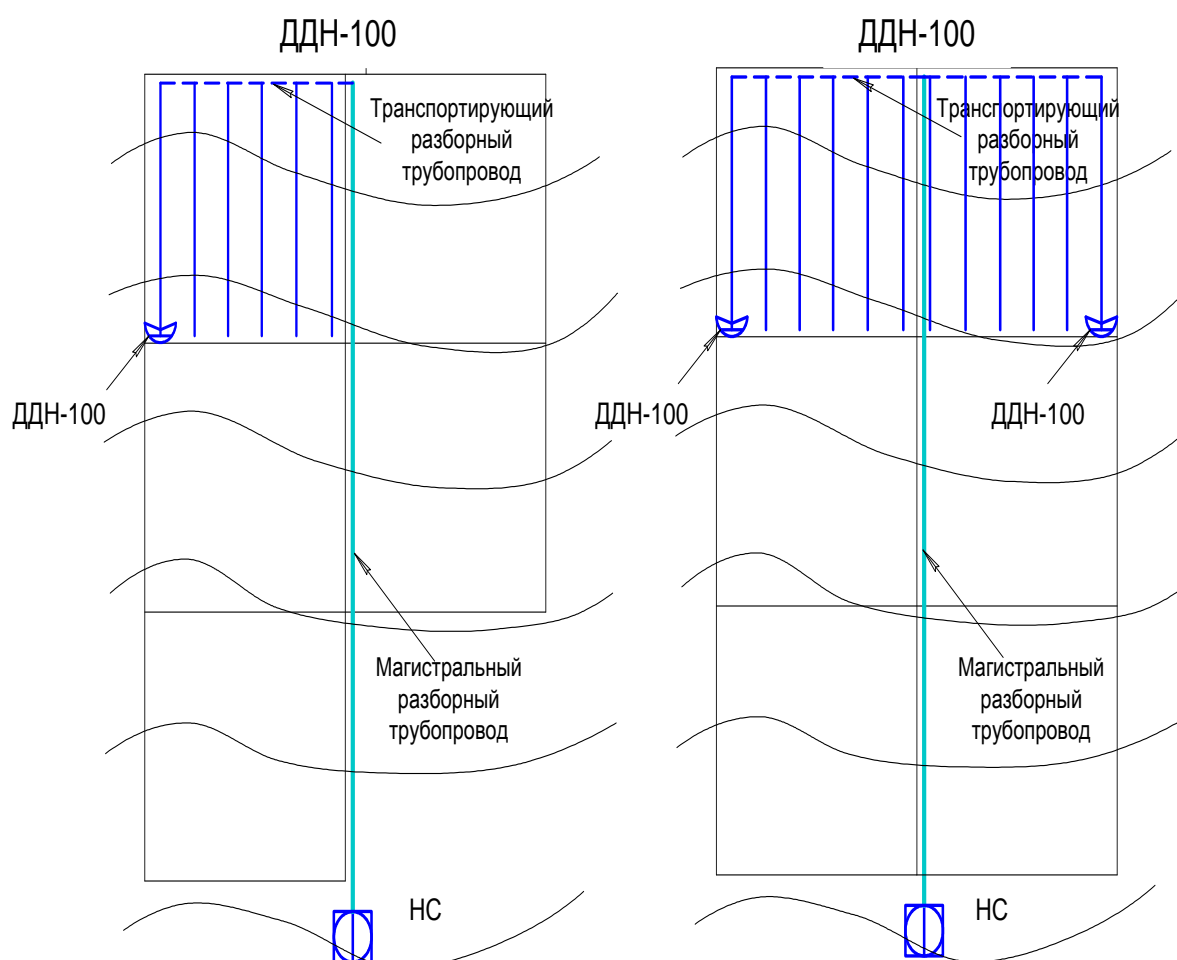 ДДН-100
Транспортирующий
разборный
трубопровод
ДДН-100
Магистральный
разборный
трубопровод
НС
ДДН-100
Транспортирующий
разборный
трубопровод
ДДН-100
ДДН-100
Магистральный
разборный
трубопровод
НС